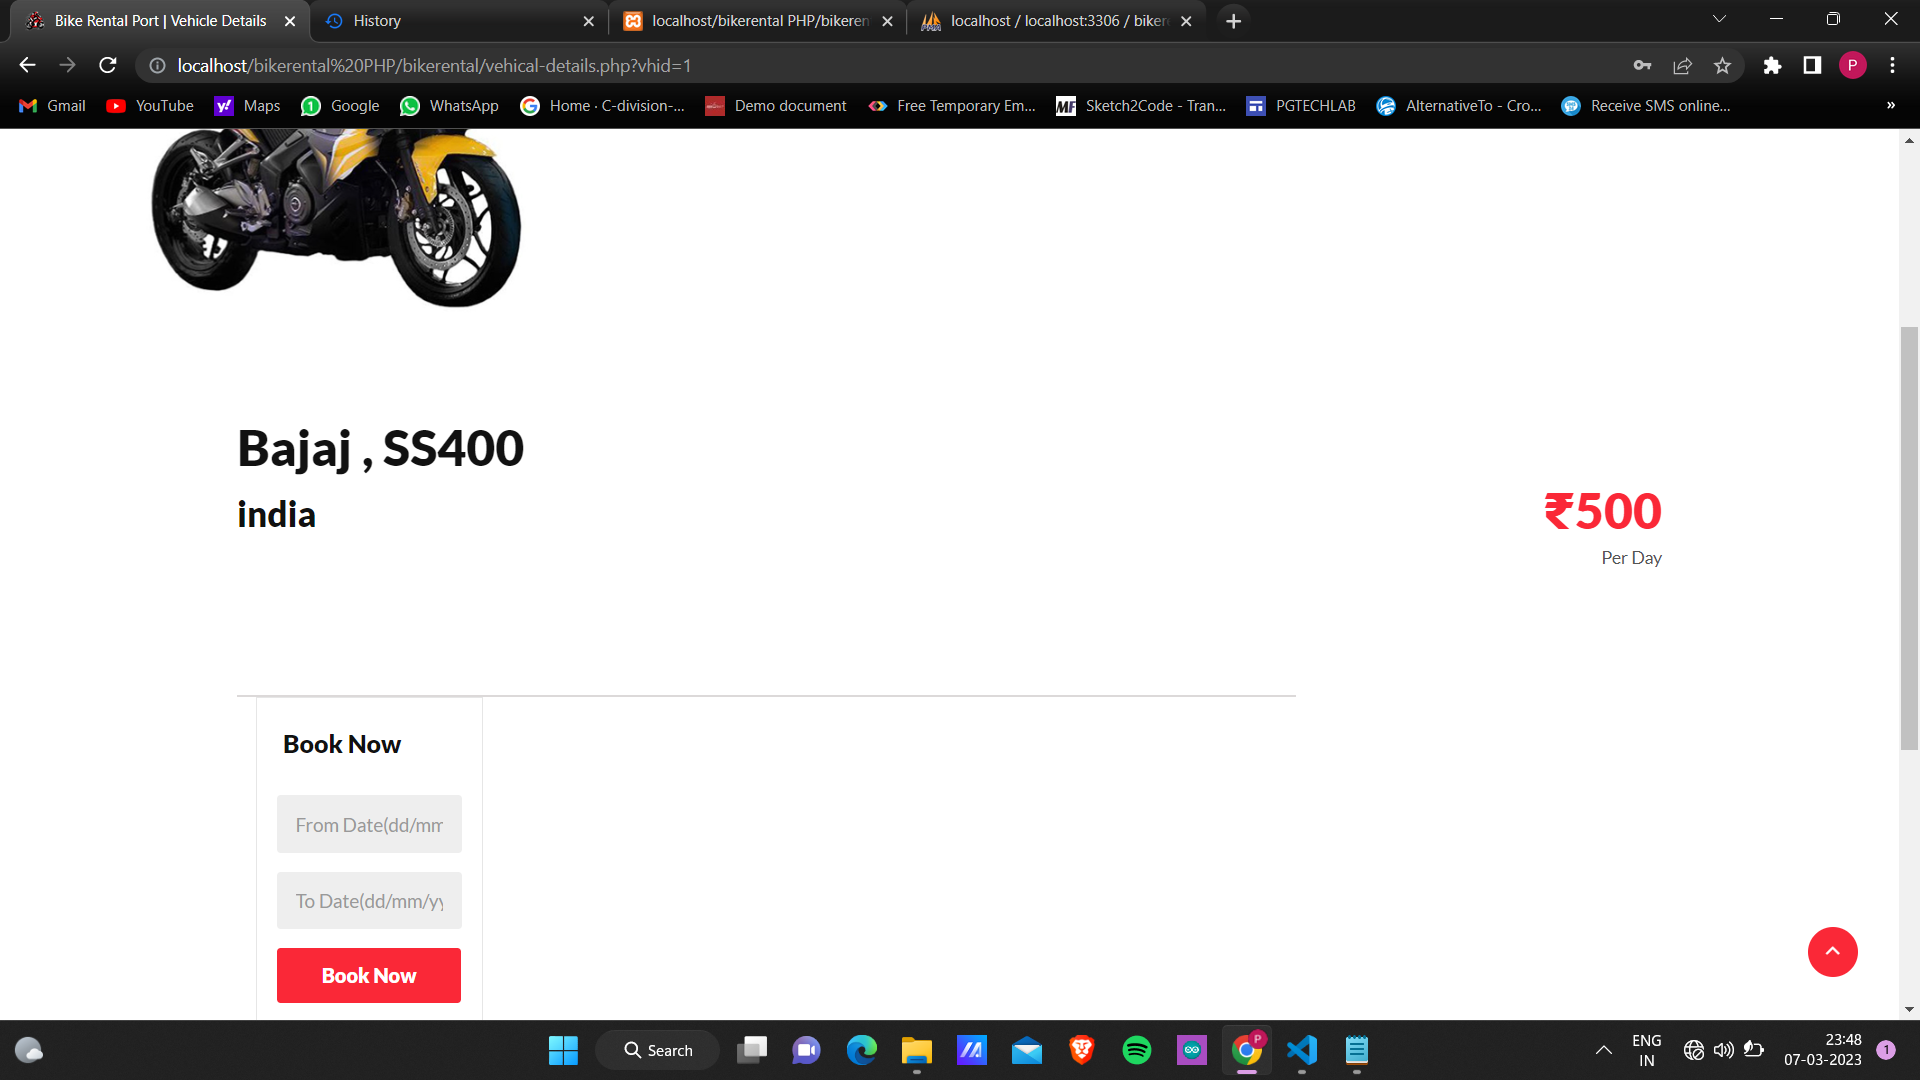 Bike Rental Port | Vehicle Details
History
localhost/bikerental PHP/bikeren
localhost / localhost:3306 / biker
localhost/bikerental%20PHP/bikerental/vehical-details.php?vhid=1
P
Gmail
YouTube
Maps
Google
WhatsApp
Home · C-division-...
Demo document
Free Temporary Em...
Sketch2Code - Tran...
PGTECHLAB
AlternativeTo - Cro...
Receive SMS online...
»
Bajaj , SS400
india
₹500
Per Day
Book Now
From Date(dd/mm
To Date(dd/mm/yy
Book Now
Search
P
ENG
IN
23:48
07-03-2023
1